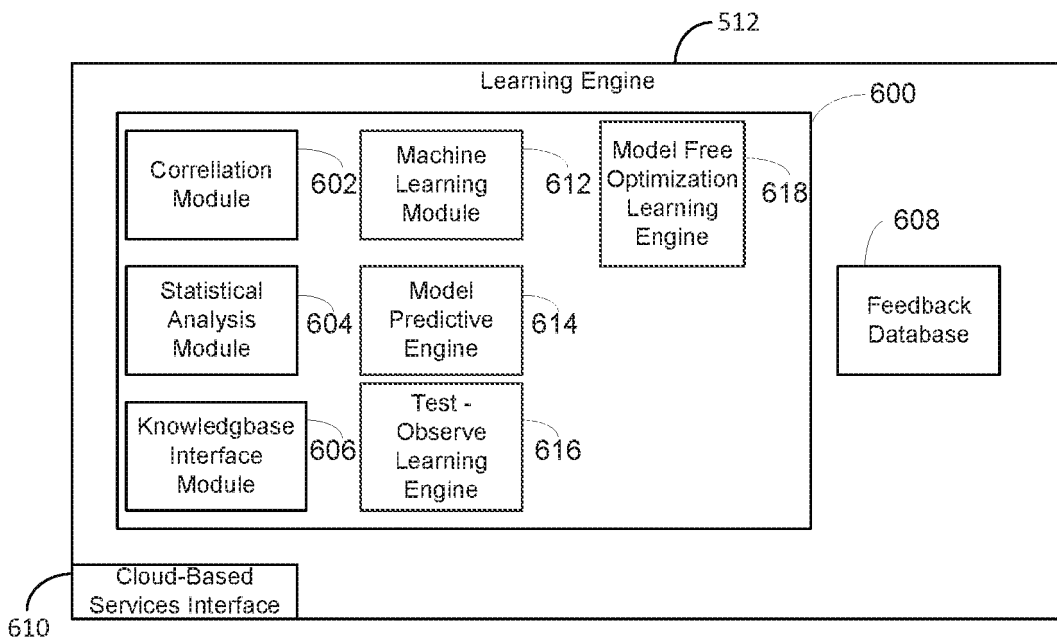 512
Learning Engine
600
Correllation
Module
602
Machine
Learning
Module
612
Model Free
Optimization
Learning
Engine
618
608
Statistical
Analysis
Module
604
Model
Predictive
Engine
614
Feedback
Database
Knowledgbase
Interface
Module
606
Test -
Observe
Learning
Engine
616
Cloud-Based
Services Interface
610